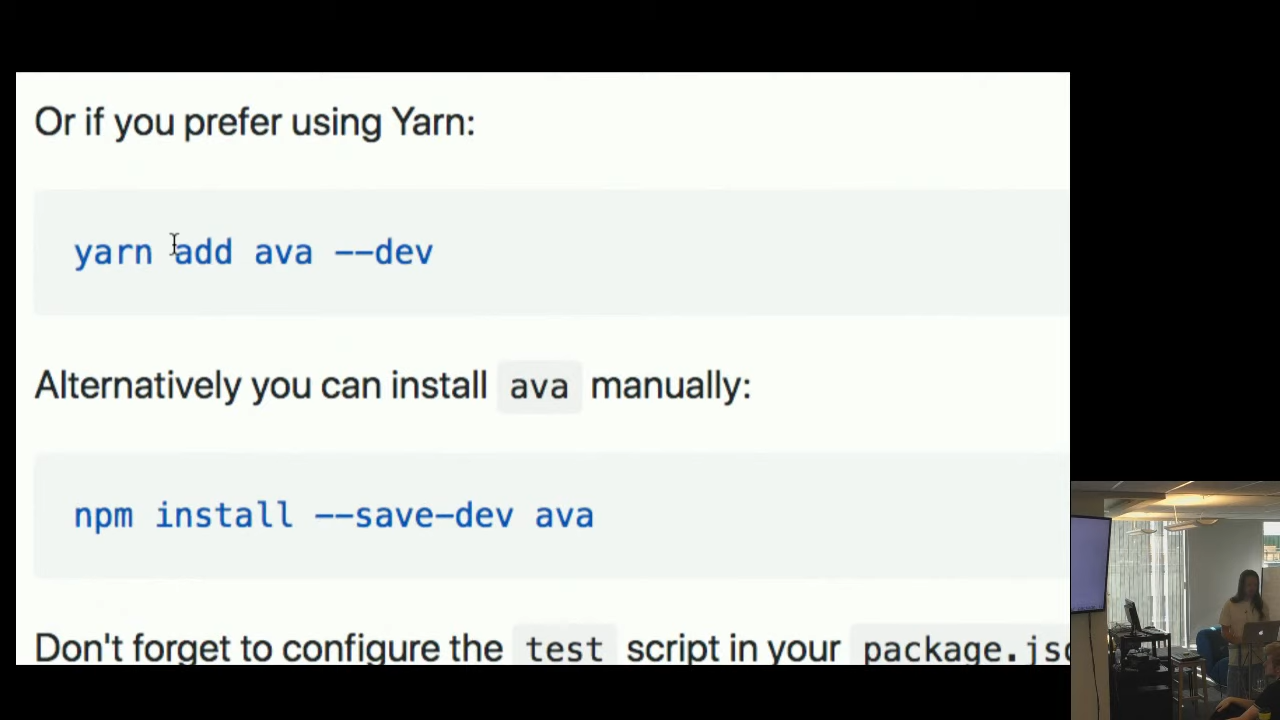 Or if you prefer using Yarn:
yarn add ava --dev
Alternatively you can install ava manually:
npm install --save-dev ava
Don't forget to configure the test script in your package.jso